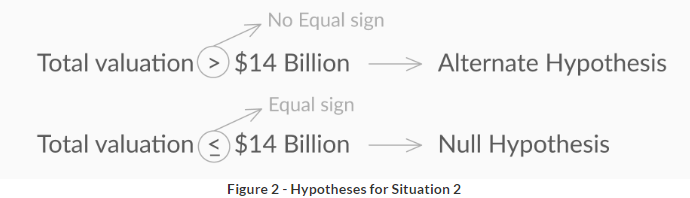 No Equal sign
Total valuation > $14 Billion Alternate Hypothesis
Equal sign
Total valuation ≤ $14 Billion Null Hypothesis
Figure 2 - Hypotheses for Situation 2